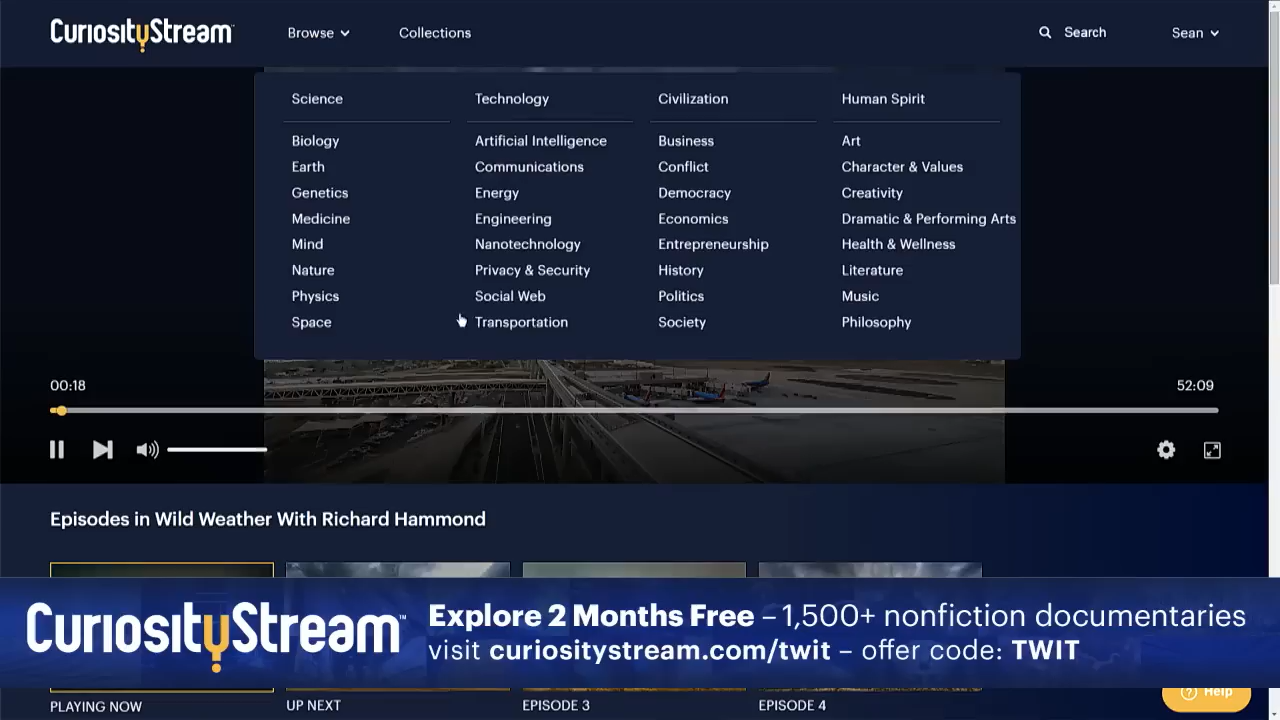 CURIOSITYSTREAM™
Browse
Collections
Search
Sean
Science
Technology
Civilization
Human Spirit
Biology
Artificial Intelligence
Business
Art
Earth
Communications
Conflict
Character & Values
Genetics
Energy
Democracy
Creativity
Medicine
Engineering
Economics
Dramatic & Performing Arts
Mind
Nanotechnology
Entrepreneurship
Health & Wellness
Nature
Privacy & Security
History
Literature
Physics
Social Web
Politics
Music
Space
Transportation
Society
Philosophy
00:18
52:09
Episodes in Wild Weather With Richard Hammond
CURIOSITYSTREAM™
Explore 2 Months Free – 1,500+ nonfiction documentaries
visit curiositystream.com/twit – offer code: TWIT
Help
PLAYING NOW
UP NEXT
EPISODE 3
EPISODE 4